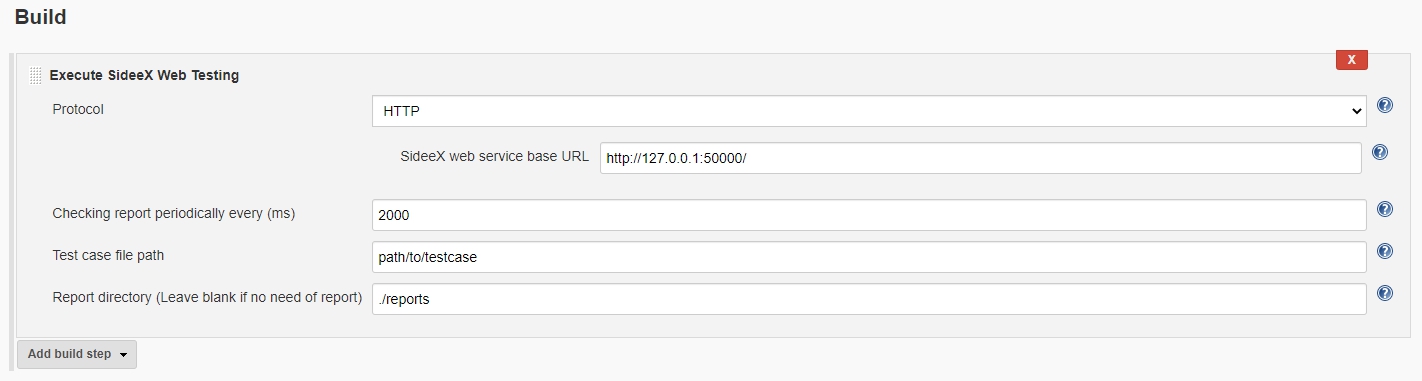 Build
Execute SideeX Web Testing
X
Protocol
HTTP
?
SideeX web service base URL
http://127.0.0.1:50000/
?
Checking report periodically every (ms)
2000
?
Test case file path
path/to/testcase
?
Report directory (Leave blank if no need of report)
./reports
?
Add build step